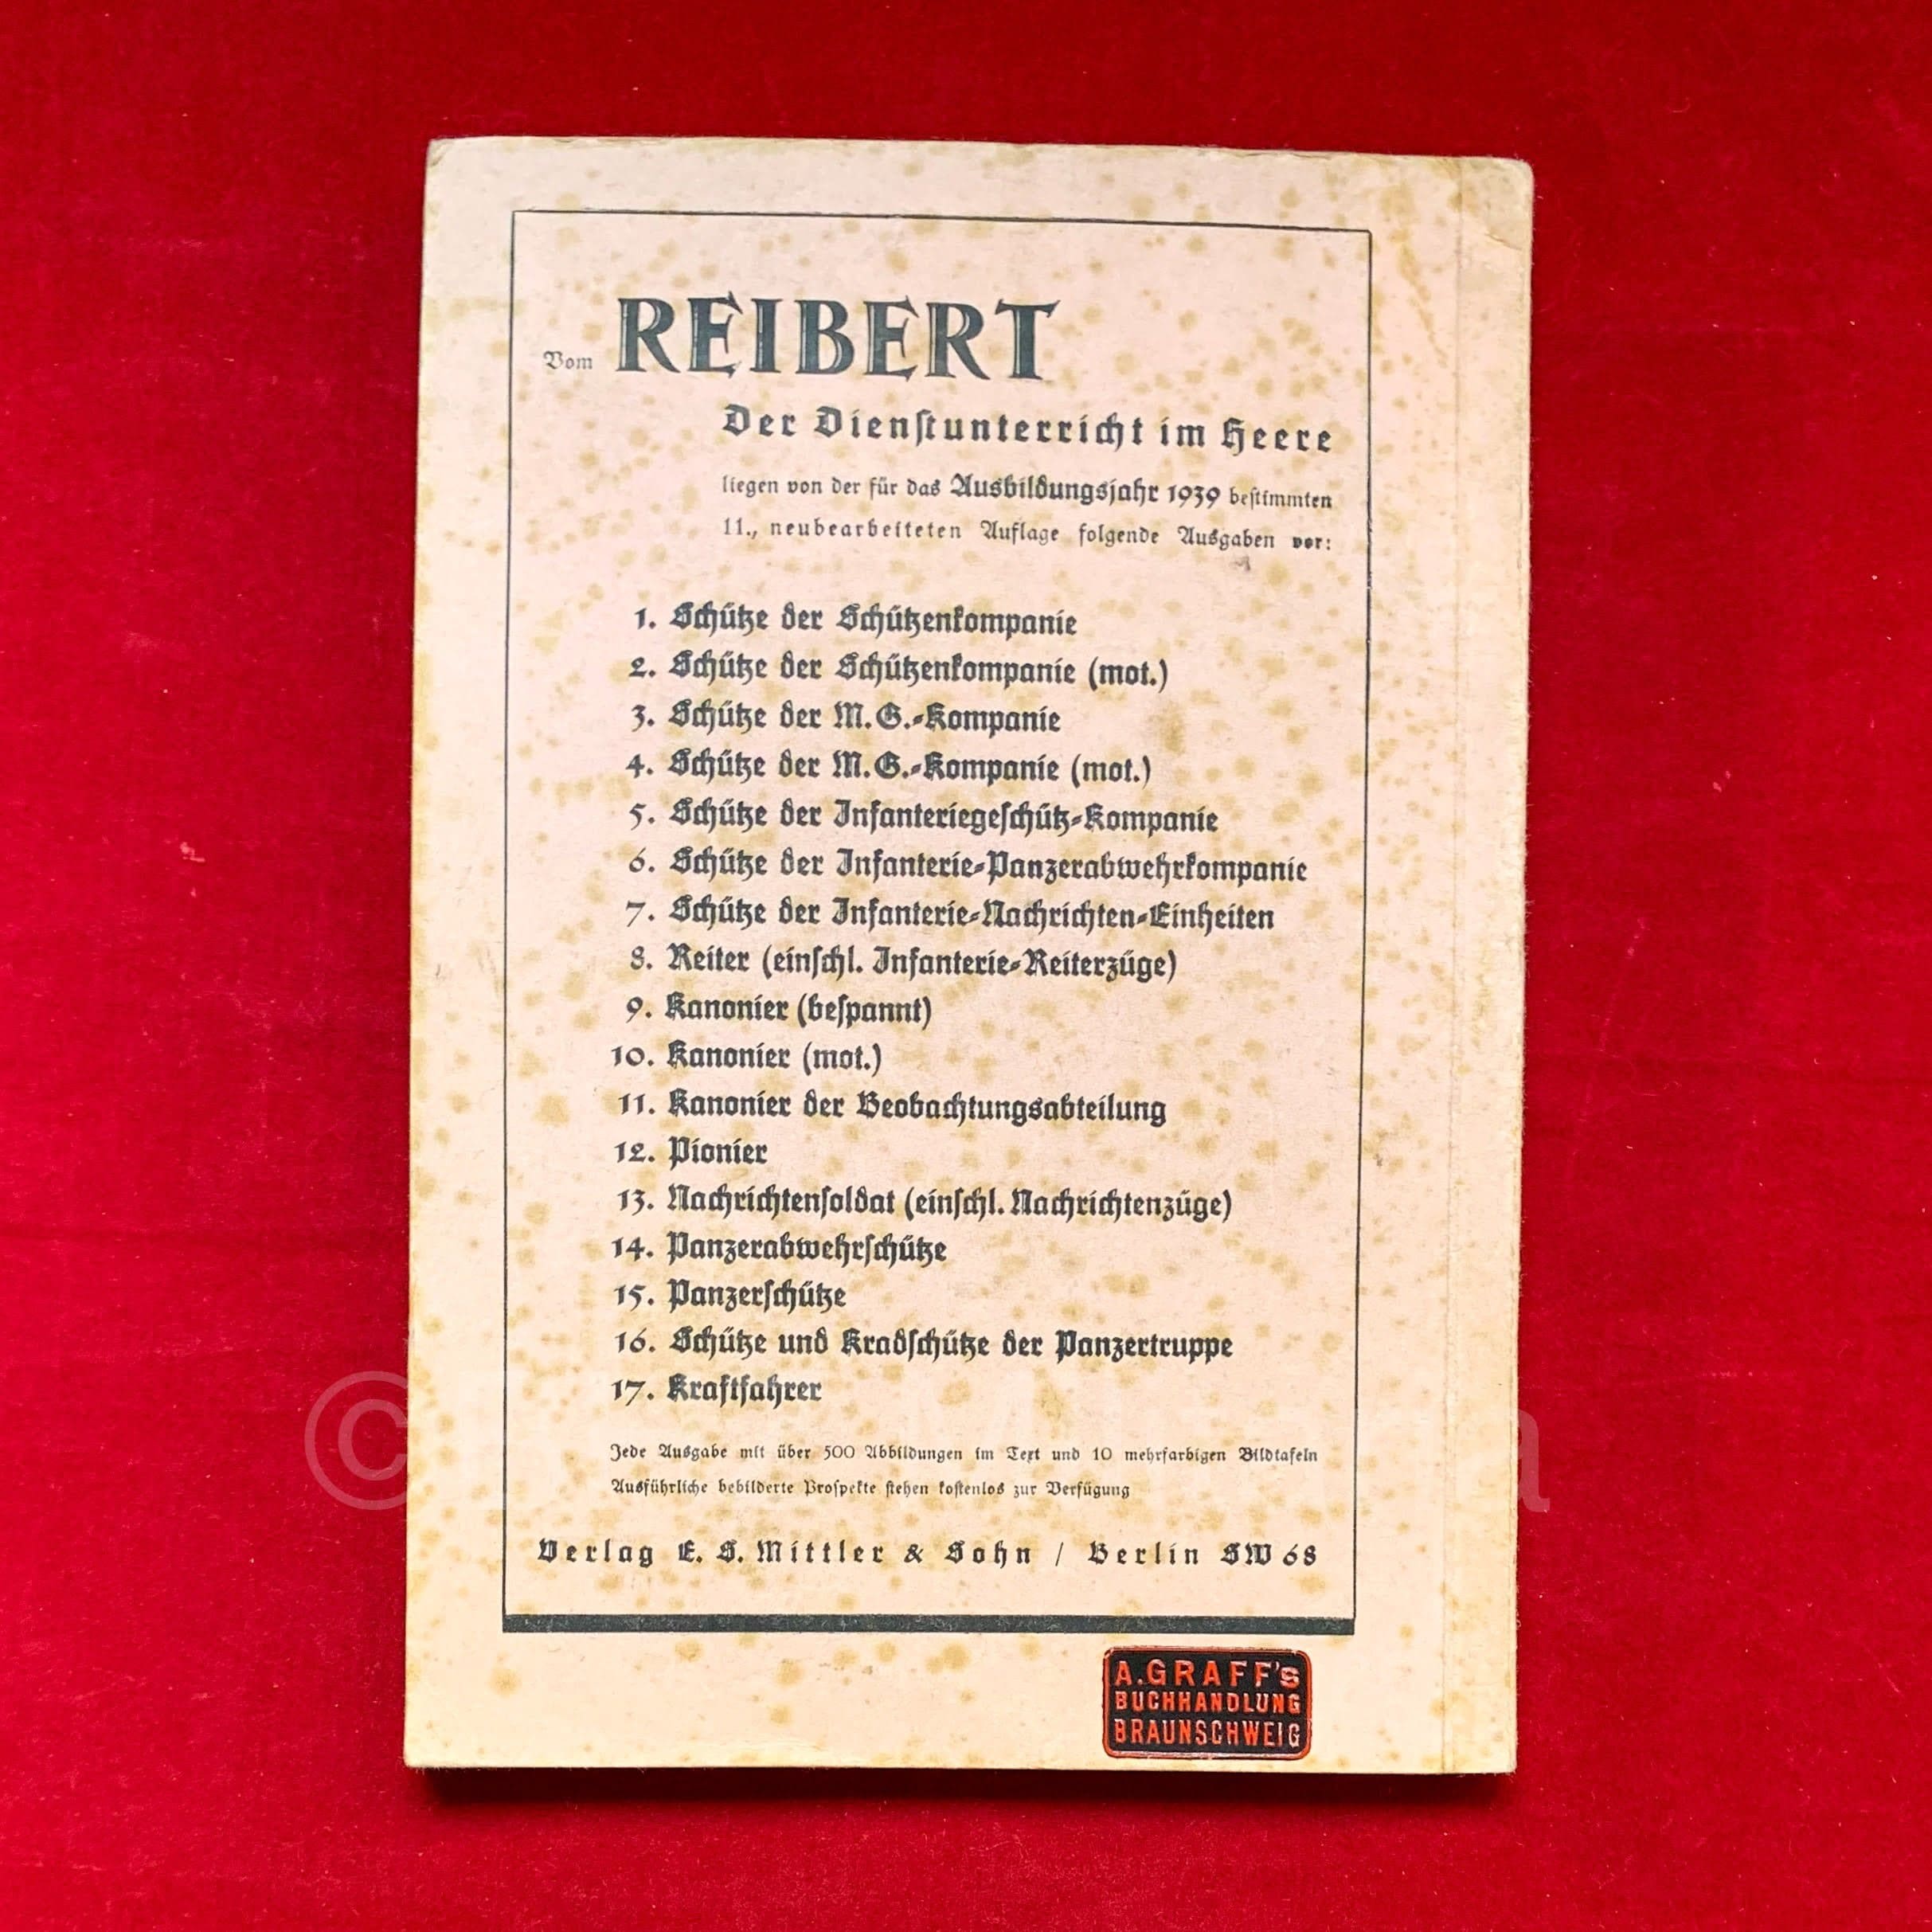 Vom REIBERT
Der Dienstunterricht im Heere
liegen von der für das Ausbildungsjahr 1939 bestimmten
11., neubearbeiteten Auflage folgende Ausgaben vor:
1. Schütze der Schützenkompanie
2. Schütze der Schützenkompanie (mot.)
3. Schütze der M.G.-Kompanie
4. Schütze der M.G.-Kompanie (mot.)
5. Schütze der Infanteriegeschütz-Kompanie
6. Schütze der Infanterie-Panzerabwehrkompanie
7. Schütze der Infanterie-Nachrichten-Einheiten
8. Reiter (einschl. Infanterie-Reiterzüge)
9. Kanonier (bespannt)
10. Kanonier (mot.)
11. Kanonier der Beobachtungsabteilung
12. Pionier
13. Nachrichtensoldat (einschl. Nachrichtenzüge)
14. Panzerabwehrschütze
15. Panzerschütze
16. Schütze und Kradschütze der Panzertruppe
17. Kraftfahrer
Jede Ausgabe mit über 500 Abbildungen im Text und 10 mehrfarbigen Bildtafeln
Ausführliche bebilderte Prospekte stehen kostenlos zur Verfügung
Verlag E. S. Mittler & Sohn / Berlin SW 68
A. GRAFF'S
BUCHHANDLUNG
BRAUNSCHWEIG